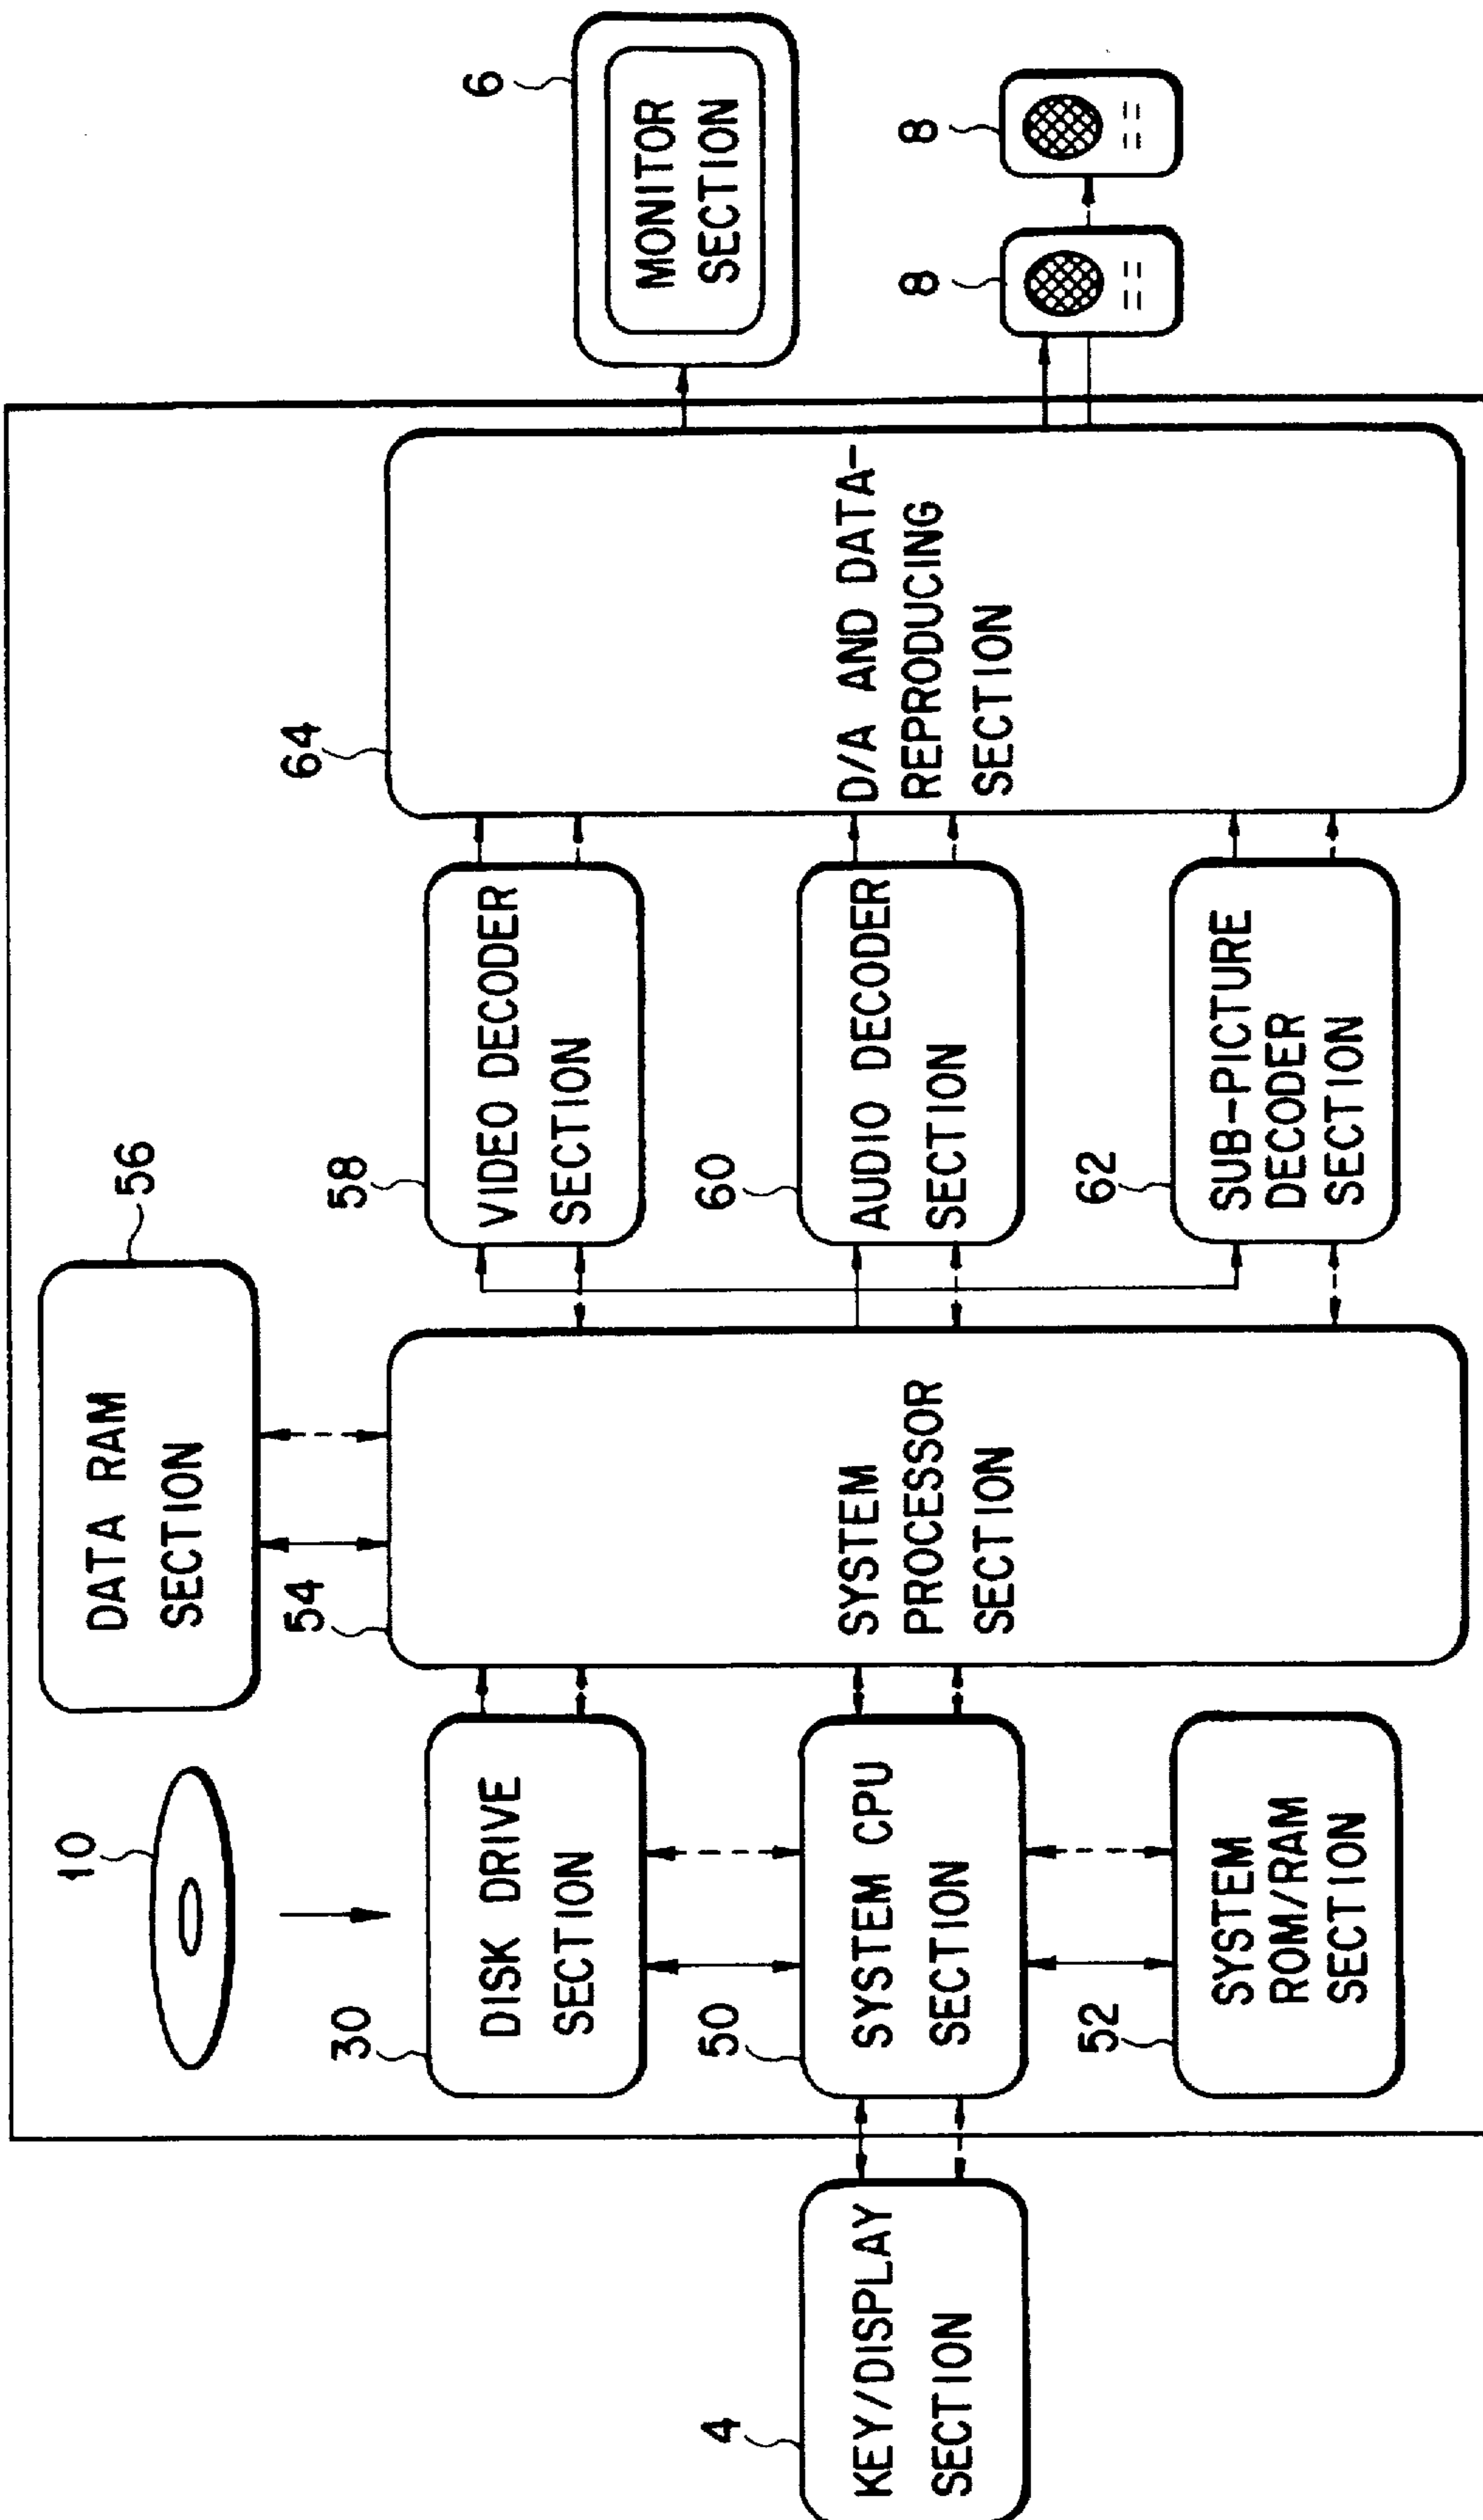 10
56
DATA RAM
SECTION
54
64
6
MONITOR
SECTION
30
DISK DRIVE
SECTION
58
VIDEO DECODER
SECTION
8
8
4
KEY/DISPLAY
SECTION
50
SYSTEM CPU
SECTION
SYSTEM
PROCESSOR
SECTION
60
AUDIO DECODER
SECTION
D/A AND DATA-
REPRODUCING
SECTION
52
SYSTEM
ROM/RAM
SECTION
62
SUB-PICTURE
DECODER
SECTION